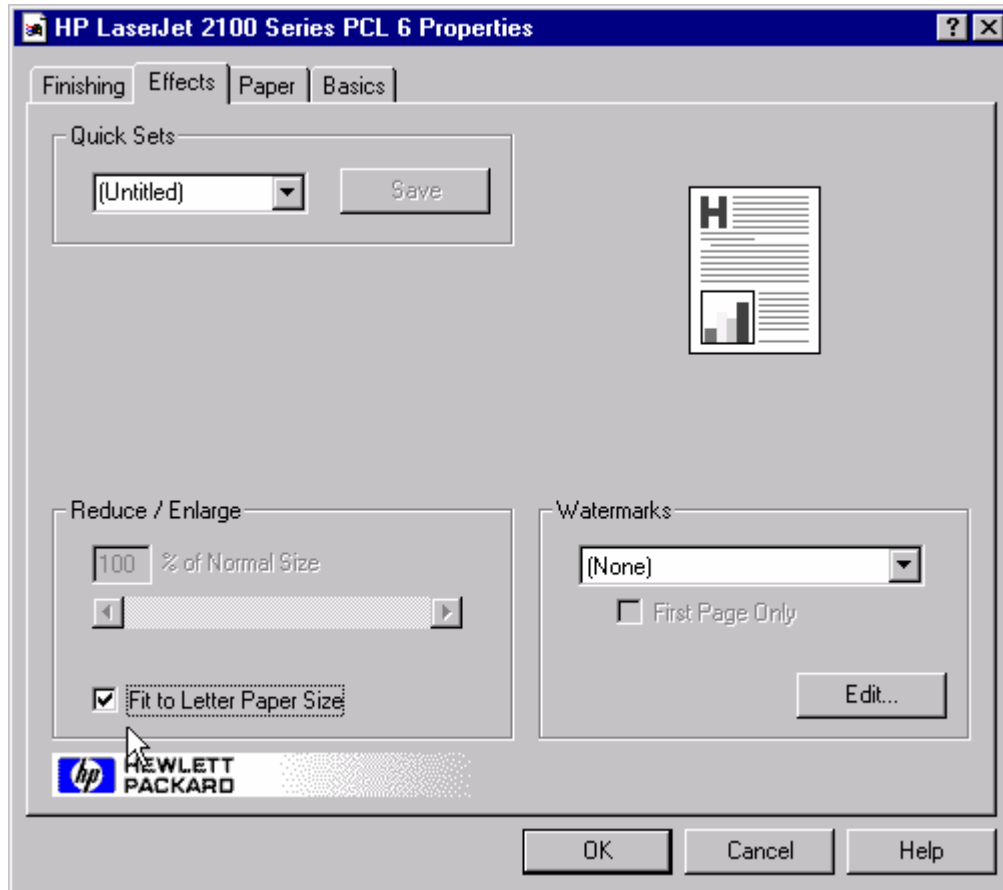 HP LaserJet 2100 Series PCL 6 Properties
Finishing Effects Paper Basics
Quick Sets
(Untitled) Save
H
Reduce / Enlarge
100 % of Normal Size
Fit to Letter Paper Size
Watermarks
(None)
First Page Only
Edit...
hp HEWLETT
PACKARD
OK Cancel Help